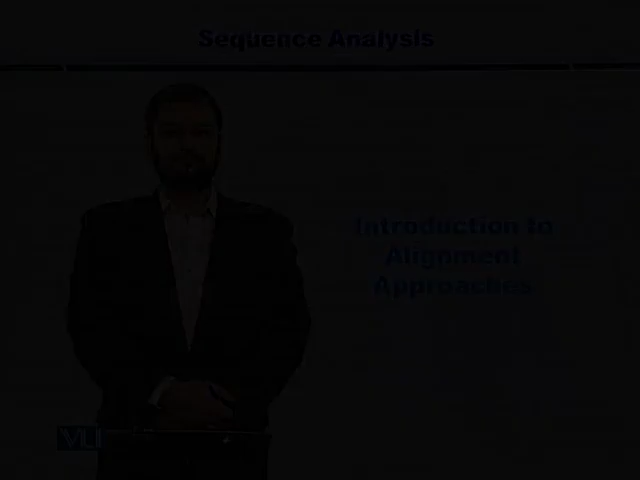 Sequence Analysis
Introduction to
Alignment
Approaches